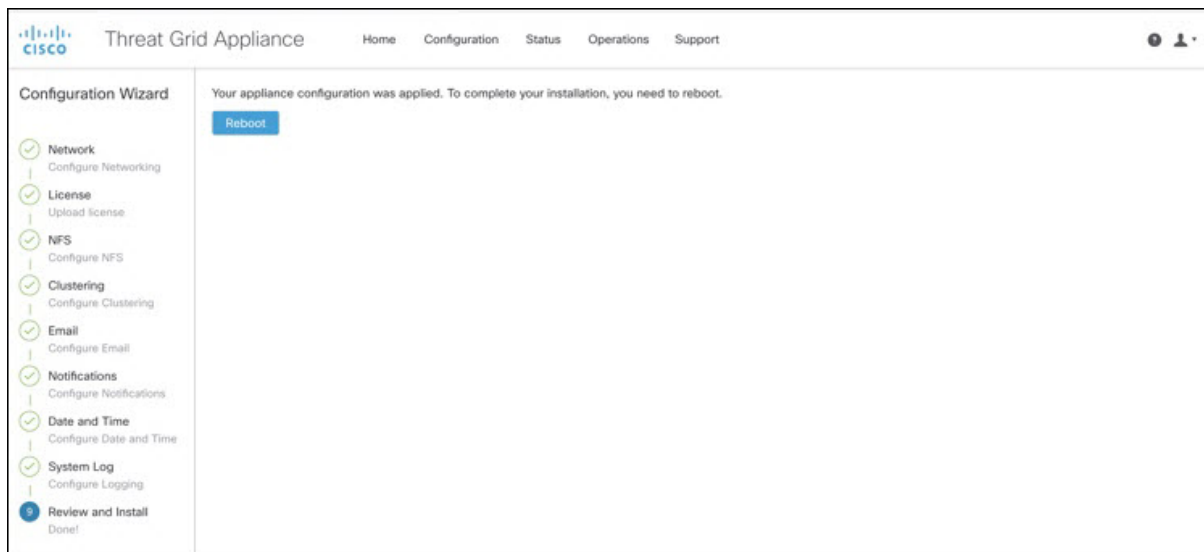 CISCO
Threat Grid Appliance
Home
Configuration
Status
Operations
Support
?
Configuration Wizard
Network
Configure Networking
License
Upload license
NFS
Configure NFS
Clustering
Configure Clustering
Email
Configure Email
Notifications
Configure Notifications
Date and Time
Configure Date and Time
System Log
Configure Logging
9
Review and Install
Done!
Your appliance configuration was applied. To complete your installation, you need to reboot.
Reboot